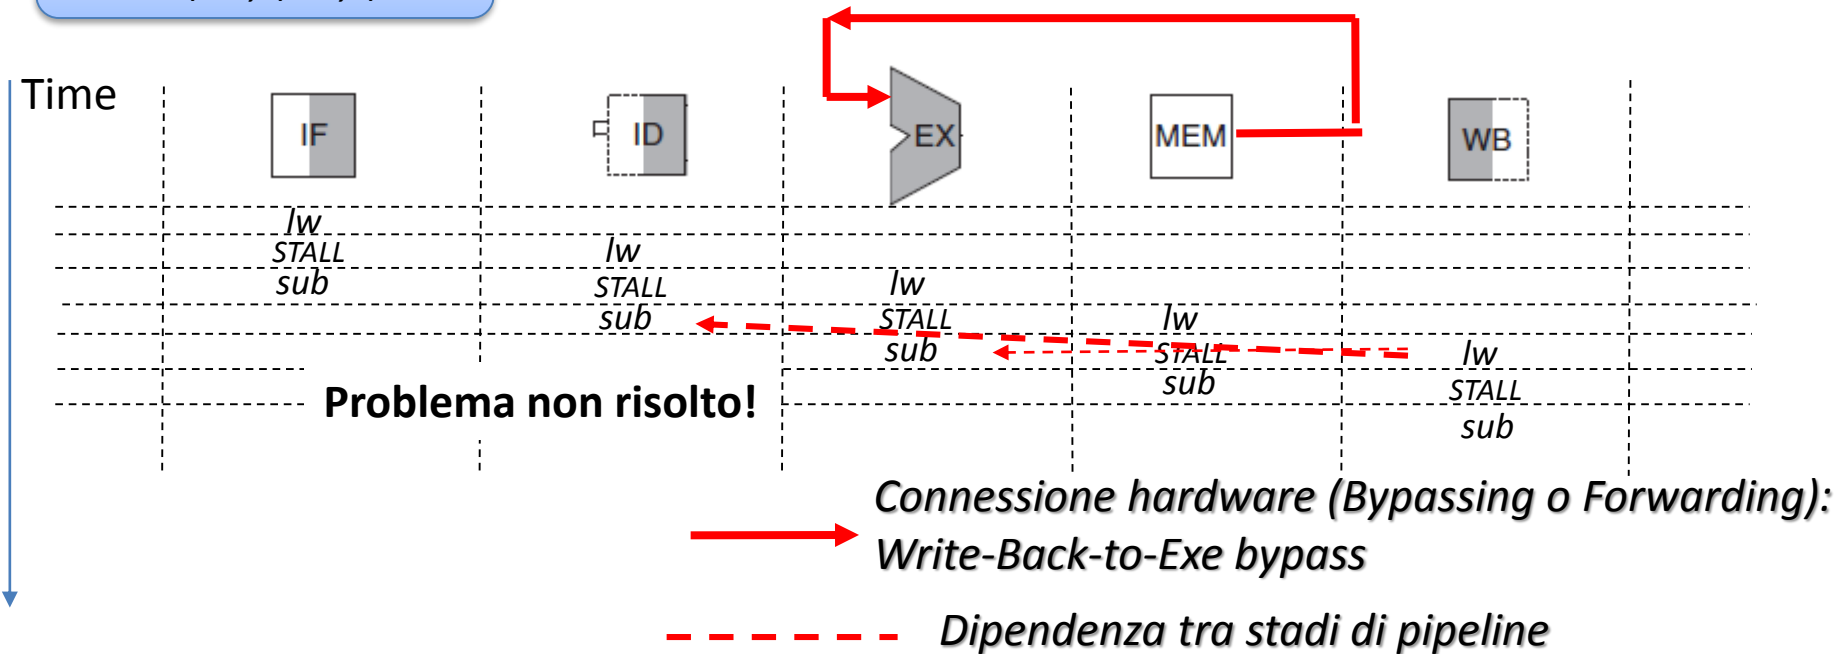 Time
IF
ID
EX
MEM
WB
lw
STALL lw
sub STALL lw
sub STALL lw
sub STALL lw
sub STALL
sub
Problema non risolto!
Connessione hardware (Bypassing o Forwarding):
Write-Back-to-Exe bypass
Dipendenza tra stadi di pipeline